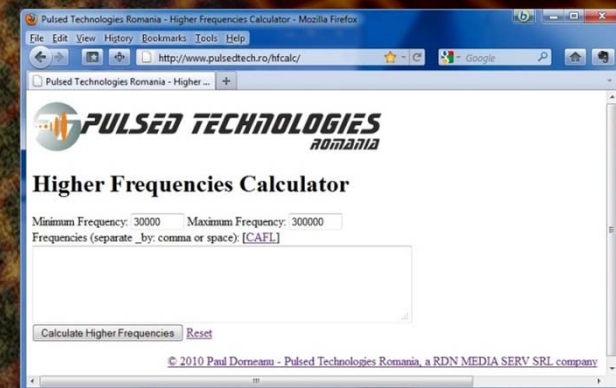 Pulsed Technologies Romania - Higher Frequencies Calculator - Mozilla Firefox
File Edit View History Bookmarks Tools Help
http://www.pulsedtech.ro/hfcalc/ Google
Pulsed Technologies Romania - Higher ...
PULSED TECHNOLOGIES
ROMANIA
Higher Frequencies Calculator
Minimum Frequency: 30000 Maximum Frequency: 300000
Frequencies (separate _by: comma or space): [CAFL]
Calculate Higher Frequencies Reset
© 2010 Paul Dorneanu - Pulsed Technologies Romania, a RDN MEDIA SERV SRL company